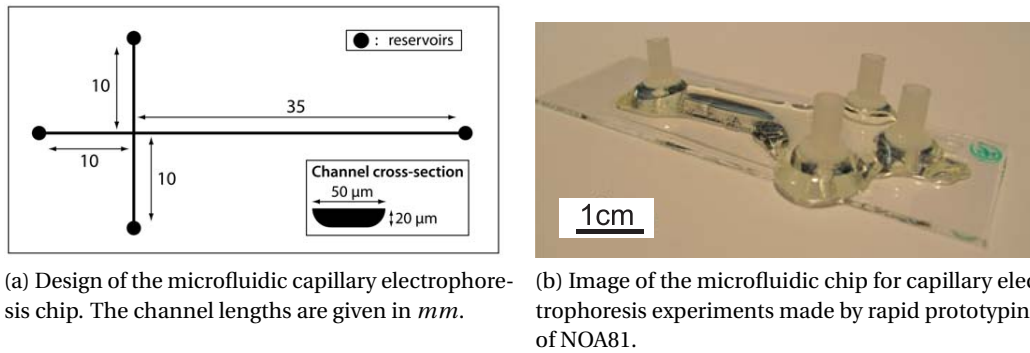 : reservoirs
10
35
10
10
Channel cross-section
50 µm
20 µm
1cm
(a) Design of the microfluidic capillary electrophore-
sis chip. The channel lengths are given in mm.
(b) Image of the microfluidic chip for capillary elec
trophoresis experiments made by rapid prototypin
of NOA81.